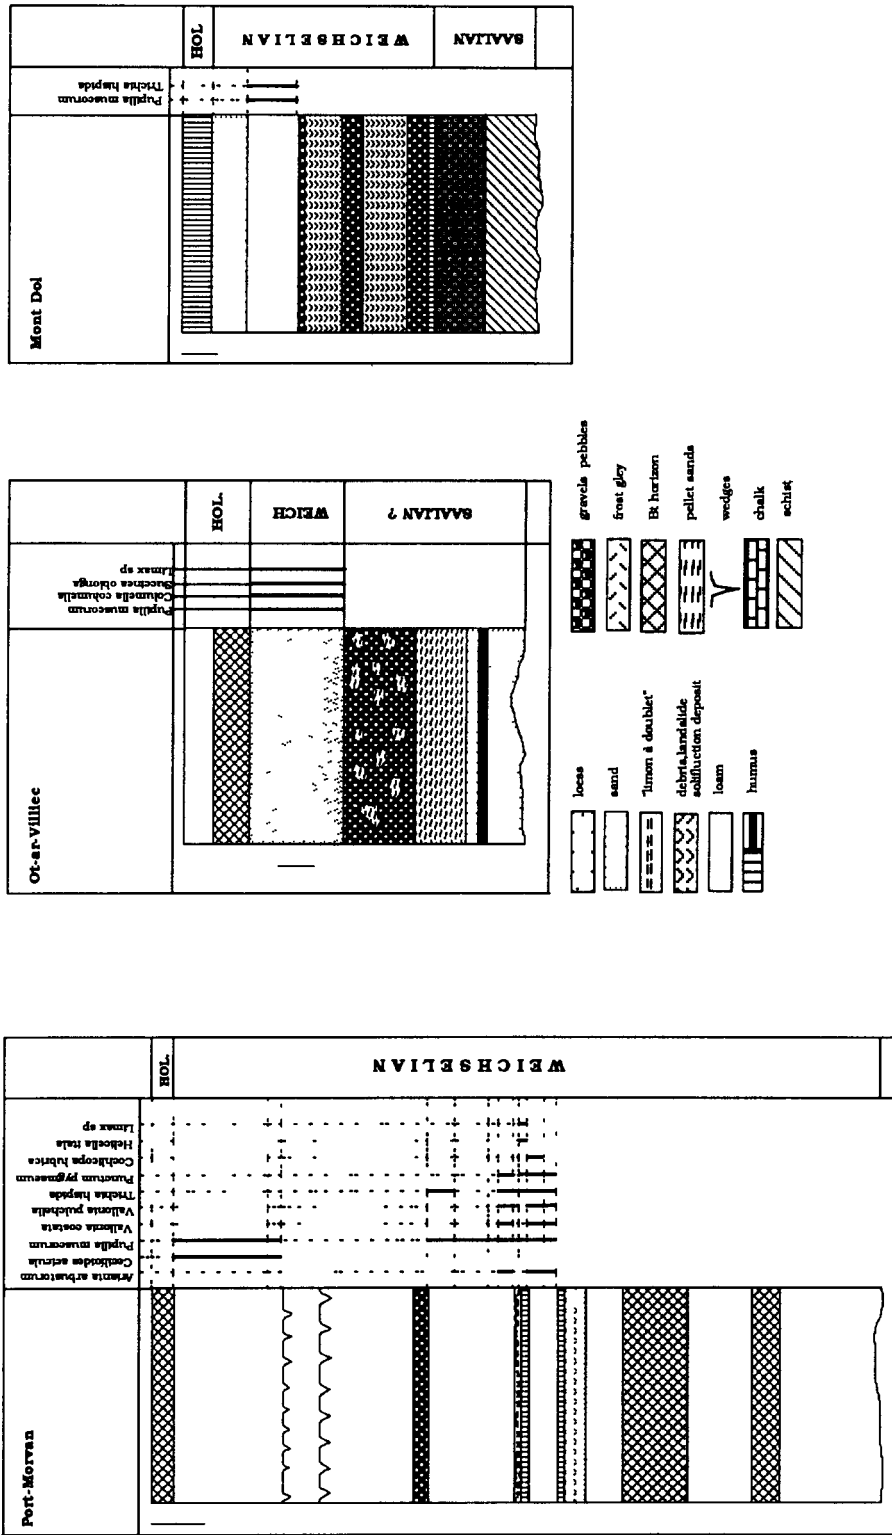 Port-Morvan
Arianta arbustorum
Cecilioides acicula
Pupilla muscorum
Vallonia costata
Vallonia pulchella
Trichia hispida
Punctum pygmaeum
Cochlicopa lubrica
Helicella itala
Limax sp
HOL.
WEICHSELIAN
Ot-ar-Villiec
Pupilla muscorum
Columella columella
Succinea oblonga
Limax sp
HOL.
WEICH
SAALIAN ?
Mont Dol
Pupilla muscorum
Trichia hispida
HOL
WEICHSELIAN
SAALIAN
loess
sand
"limon à doublet"
debris,landslide
solifluction deposit
loam
humus
gravels pebbles
frost gley
Bt horizon
pellet sands
wedges
chalk
schist